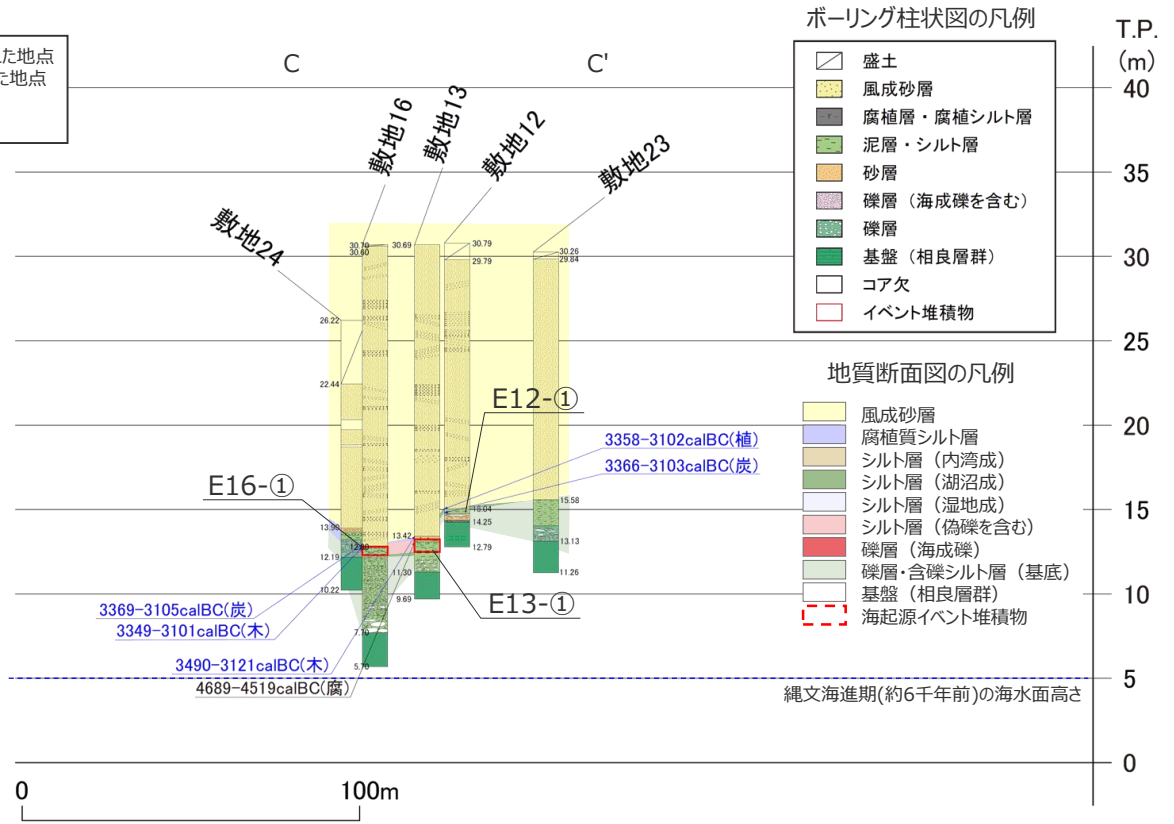 た地点
た地点
C
C'
ボーリング柱状図の凡例
盛土
風成砂層
腐植層・腐植シルト層
泥層・シルト層
砂層
礫層（海成礫を含む）
礫層
基盤（相良層群）
コア欠
イベント堆積物
T.P.
(m)
40
35
30
25
20
15
10
5
0
敷地24
敷地16
敷地13
敷地12
敷地23
30.70
30.60
30.69
30.79
29.79
30.26
29.84
26.22
22.44
E12-①
E16-①
E13-①
3358-3102calBC(植)
3366-3103calBC(炭)
15.58
14.25
13.42
13.13
12.79
12.19
11.30
11.26
10.22
9.69
7.70
5.70
3369-3105calBC(炭)
3349-3101calBC(木)
3490-3121calBC(木)
4689-4519calBC(腐)
地質断面図の凡例
風成砂層
腐植質シルト層
シルト層（内湾成）
シルト層（湖沼成）
シルト層（湿地成）
シルト層（偽礫を含む）
礫層（海成礫）
礫層・含礫シルト層（基底）
基盤（相良層群）
海起源イベント堆積物
縄文海進期(約6千年前)の海水面高さ
0
100m